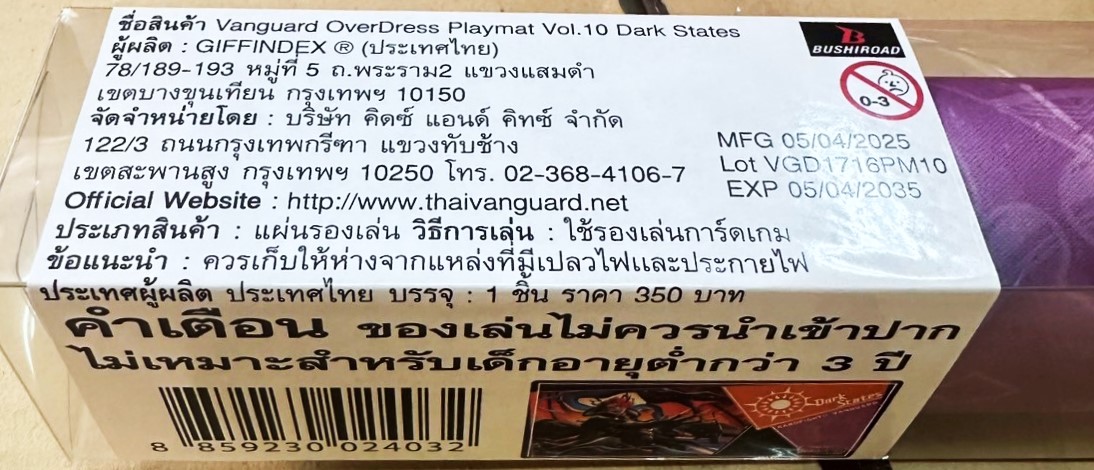 ชื่อสินค้า Vanguard OverDress Playmat Vol.10 Dark States
ผู้ผลิต : GIFFINDEX ® (ประเทศไทย)
78/189-193 หมู่ที่ 5 ถ.พระราม2 แขวงแสมดำ
เขตบางขุนเทียน กรุงเทพฯ 10150
จัดจำหน่ายโดย : บริษัท คิดซ์ แอนด์ คิทซ์ จำกัด
122/3 ถนนกรุงเทพกรีฑา แขวงทับช้าง
เขตสะพานสูง กรุงเทพฯ 10250 โทร. 02-368-4106-7
Official Website : http://www.thaivanguard.net
ประเภทสินค้า : แผ่นรองเล่น วิธีการเล่น : ใช้รองเล่นการ์ดเกม
ข้อแนะนำ : ควรเก็บให้ห่างจากแหล่งที่มีเปลวไฟและประกายไฟ
ประเทศผู้ผลิต ประเทศไทย บรรจุ : 1 ชิ้น ราคา 350 บาท
BUSHIROAD
0-3
MFG 05/04/2025
Lot VGD1716PM10
EXP 05/04/2035
คำเตือน ของเล่นไม่ควรนำเข้าปาก
ไม่เหมาะสำหรับเด็กอายุต่ำกว่า 3 ปี
8 859230 024032
Dark States